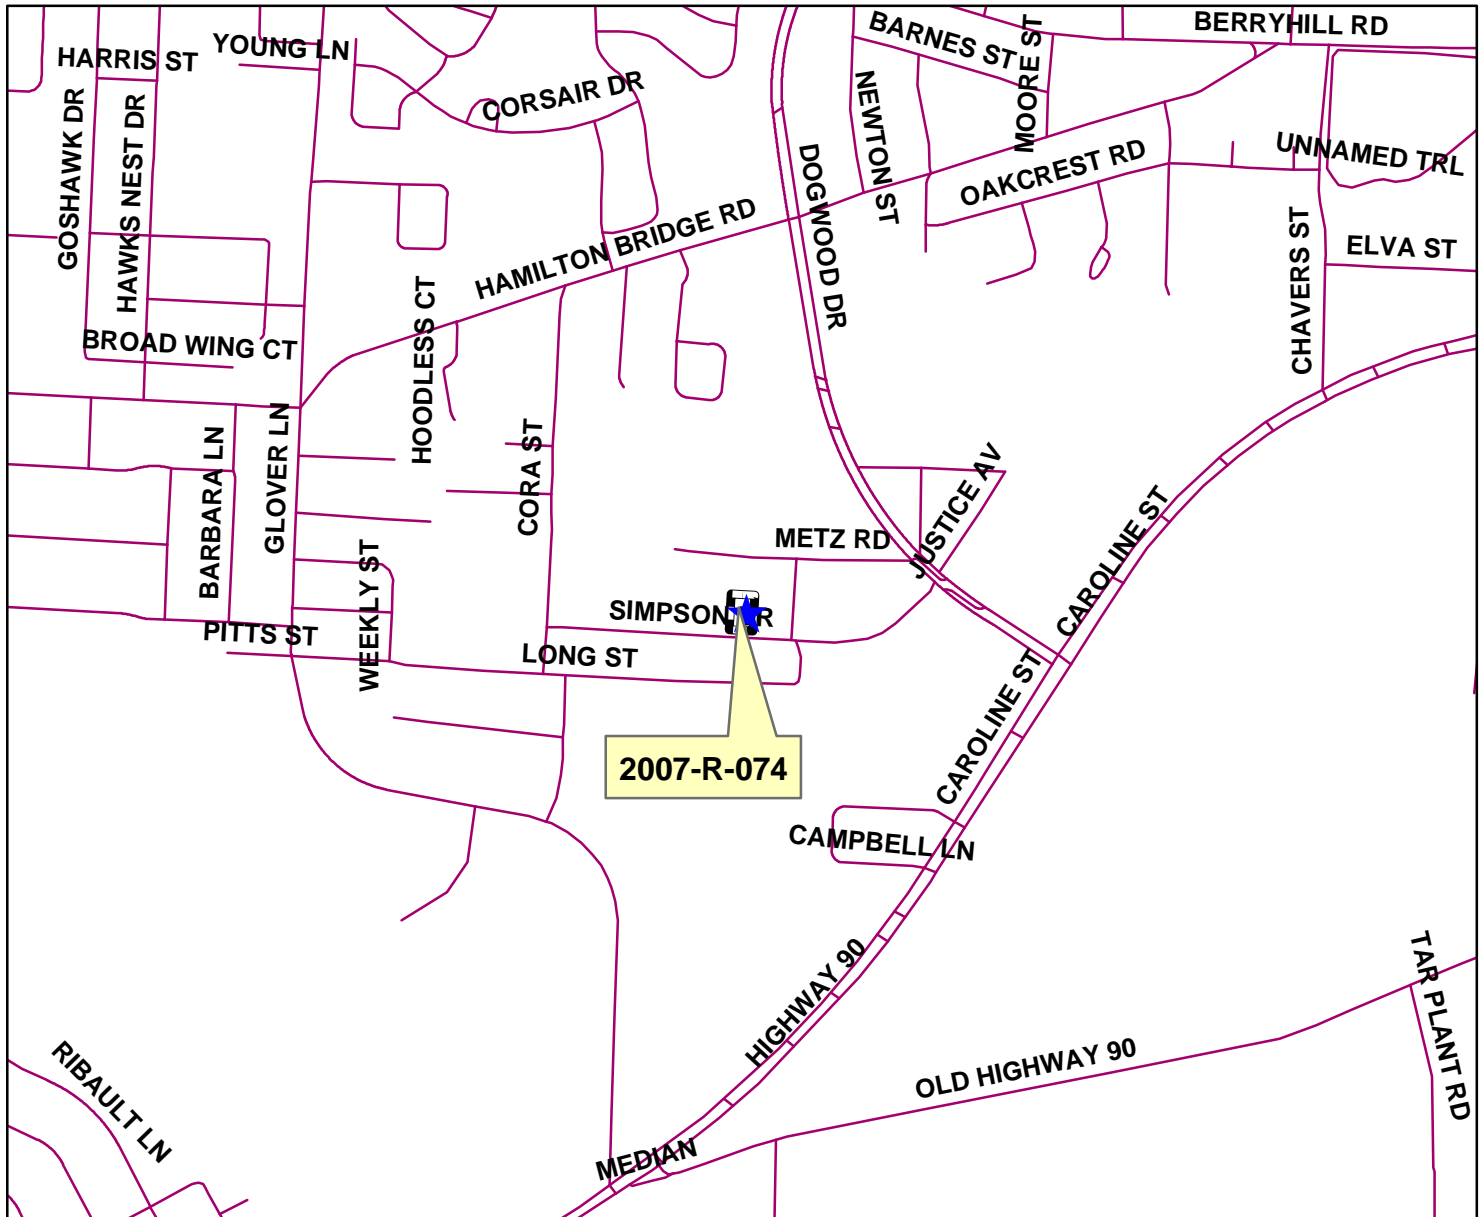 BERRYHILL RD
BARNES ST
HARRIS ST
YOUNG LN
MOORE ST
CORSAIR DR
NEWTON ST
GOSHAWK DR
HAWKS NEST DR
UNNAMED TRL
OAKCREST RD
DOGWOOD DR
HAMILTON BRIDGE RD
CHAVERS ST
ELVA ST
BROAD WING CT
HOODLESS CT
BARBARA LN
GLOVER LN
CORA ST
JUSTICE AV
METZ RD
CAROLINE ST
WEEKLY ST
SIMPSON R
PITTS ST
LONG ST
CAROLINE ST
2007-R-074
CAMPBELL LN
HIGHWAY 90
TAR PLANT RD
OLD HIGHWAY 90
RIBAULT LN
MEDIAN